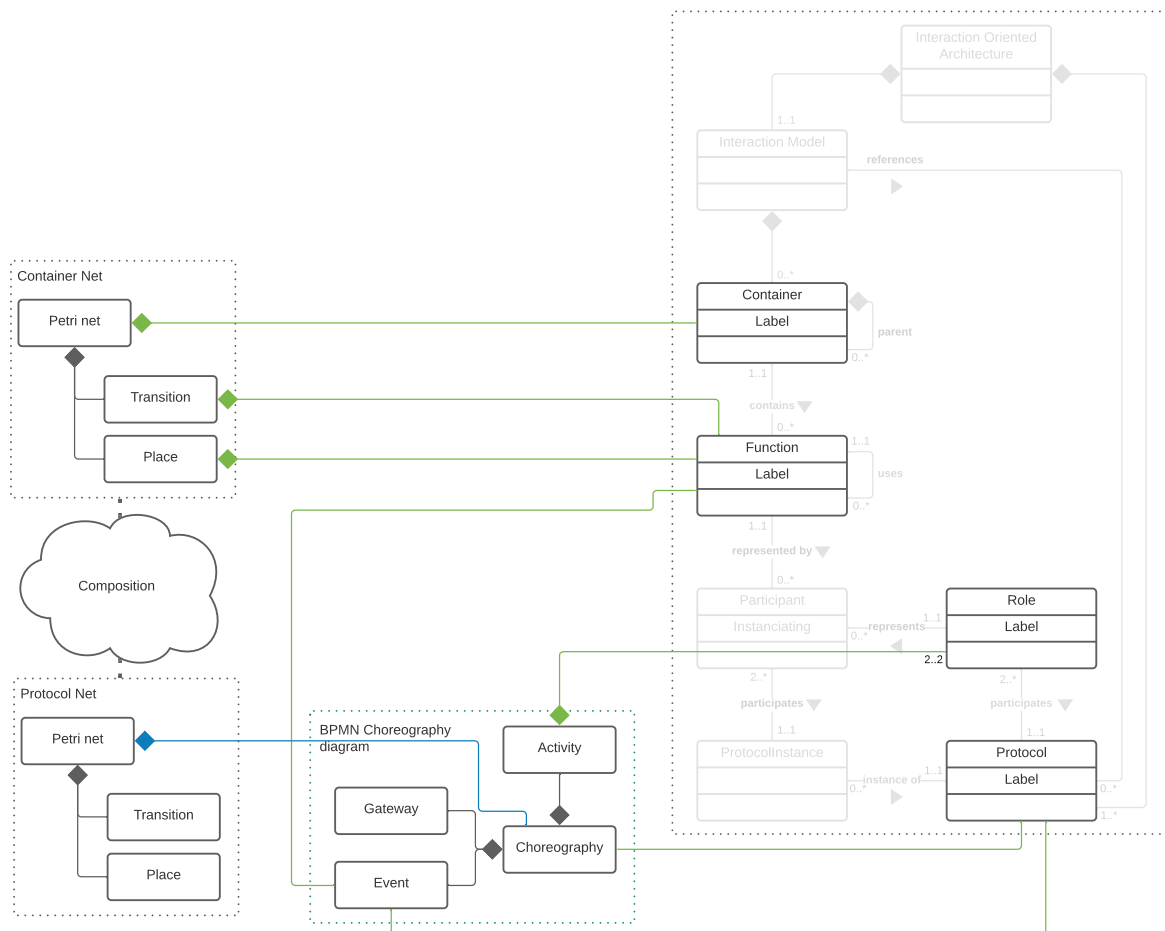 Interaction Oriented
Architecture
1..1
Interaction Model
references
0..*
Container Net
Container
Petri net
Label
parent
0..*
1..1
Transition
contains
0..*
Function
1..1
Place
Label
uses
0..*
1..1
represented by
0..*
Composition
Participant
Role
Instanciating
1..1
Label
represents
0..*
2..2
2..*
2..*
Protocol Net
participates
participates
BPMN Choreography
diagram
1..1
1..1
Petri net
Activity
ProtocolInstance
Protocol
1..1
instance of
Label
0..*
0..*
Gateway
Transition
1..*
Choreography
Place
Event